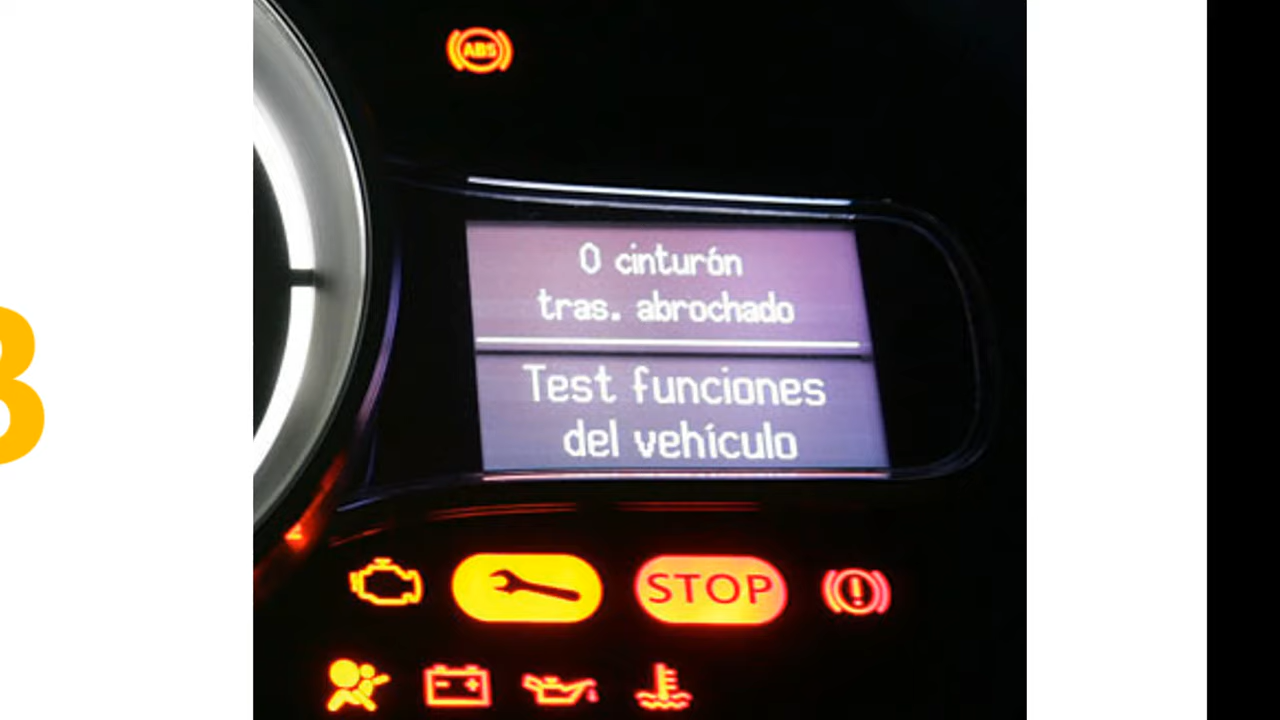 ABS
0 cinturón
tras. abrochado
Test funciones
del vehículo
STOP